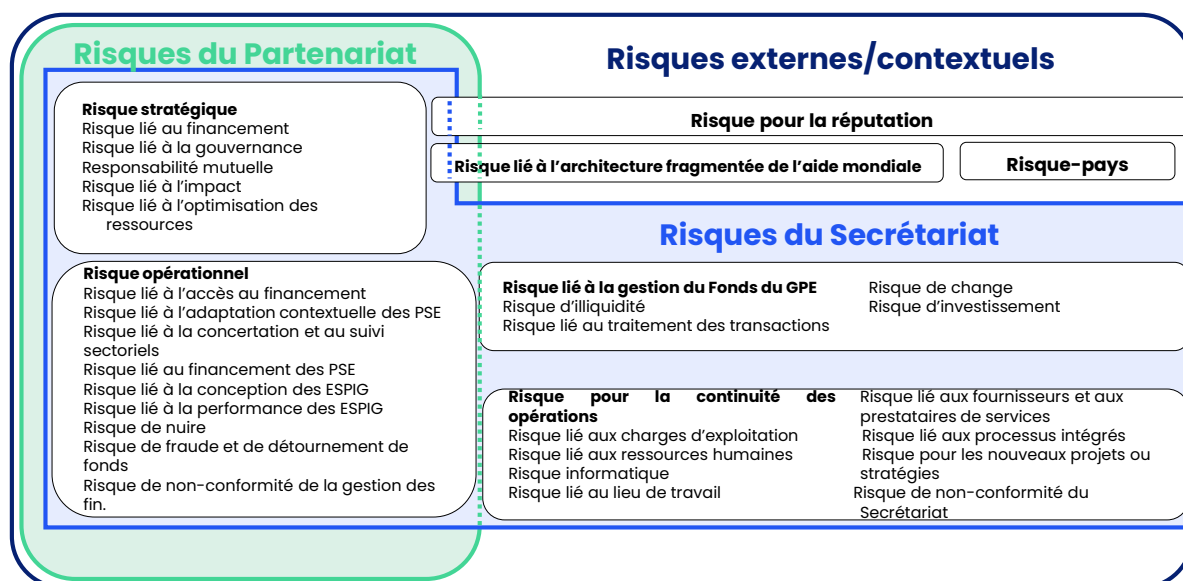 Risques du Partenariat
Risque stratégique
Risque lié au financement
Risque lié à la gouvernance
Responsabilité mutuelle
Risque lié à l'impact
Risque lié à l'optimisation des
ressources
Risque opérationnel
Risque lié à l'accès au financement
Risque lié à l'adaptation contextuelle des PSE
Risque lié à la concertation et au suivi
sectoriels
Risque lié au financement des PSE
Risque lié à la conception des ESPIG
Risque lié à la performance des ESPIG
Risque de nuire
Risque de fraude et de détournement de
fonds
Risque de non-conformité de la gestion des
fin.
Risques externes/contextuels
Risque pour la réputation
Risque lié à l'architecture fragmentée de l'aide mondiale
Risque-pays
Risques du Secrétariat
Risque lié à la gestion du Fonds du GPE
Risque d'illiquidité
Risque lié au traitement des transactions
Risque de change
Risque d'investissement
Risque pour la continuité des
opérations
Risque lié aux charges d'exploitation
Risque lié aux ressources humaines
Risque informatique
Risque lié au lieu de travail
Risque lié aux fournisseurs et aux
prestataires de services
Risque lié aux processus intégrés
Risque pour les nouveaux projets ou
stratégies
Risque de non-conformité du
Secrétariat